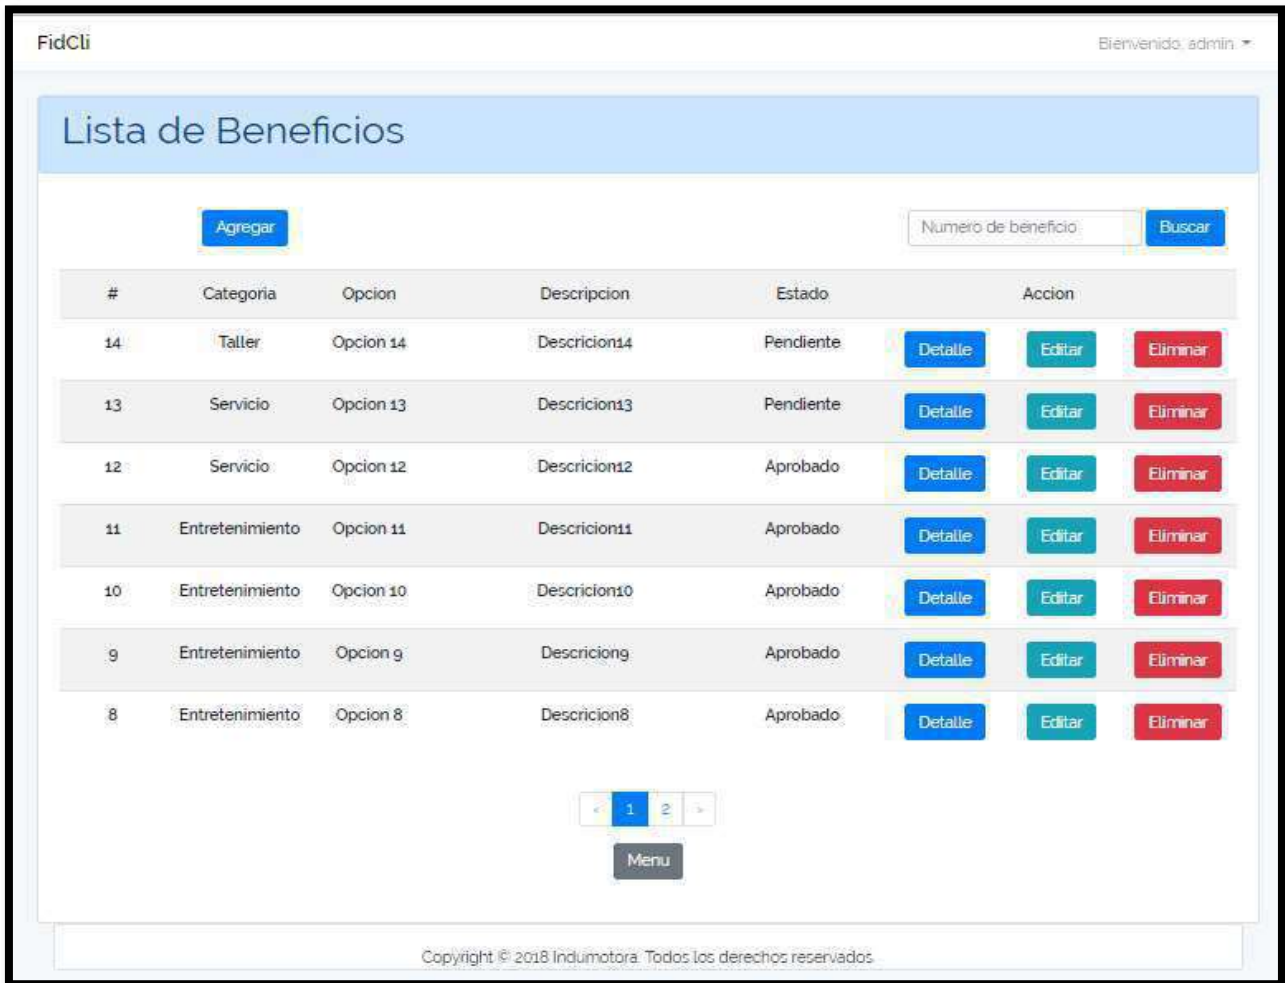 FidCli Bienvenido, admin
Lista de Beneficios
Agregar Numero de beneficio Buscar
# Categoria Opcion Descripcion Estado Accion
14 Taller Opcion 14 Descricion14 Pendiente Detalle Editar Eliminar
13 Servicio Opcion 13 Descricion13 Pendiente Detalle Editar Eliminar
12 Servicio Opcion 12 Descricion12 Aprobado Detalle Editar Eliminar
11 Entretenimiento Opcion 11 Descricion11 Aprobado Detalle Editar Eliminar
10 Entretenimiento Opcion 10 Descricion10 Aprobado Detalle Editar Eliminar
9 Entretenimiento Opcion 9 Descricion9 Aprobado Detalle Editar Eliminar
8 Entretenimiento Opcion 8 Descricion8 Aprobado Detalle Editar Eliminar
‹ 1 2 ›
Menu
Copyright © 2018 Indumotora. Todos los derechos reservados.